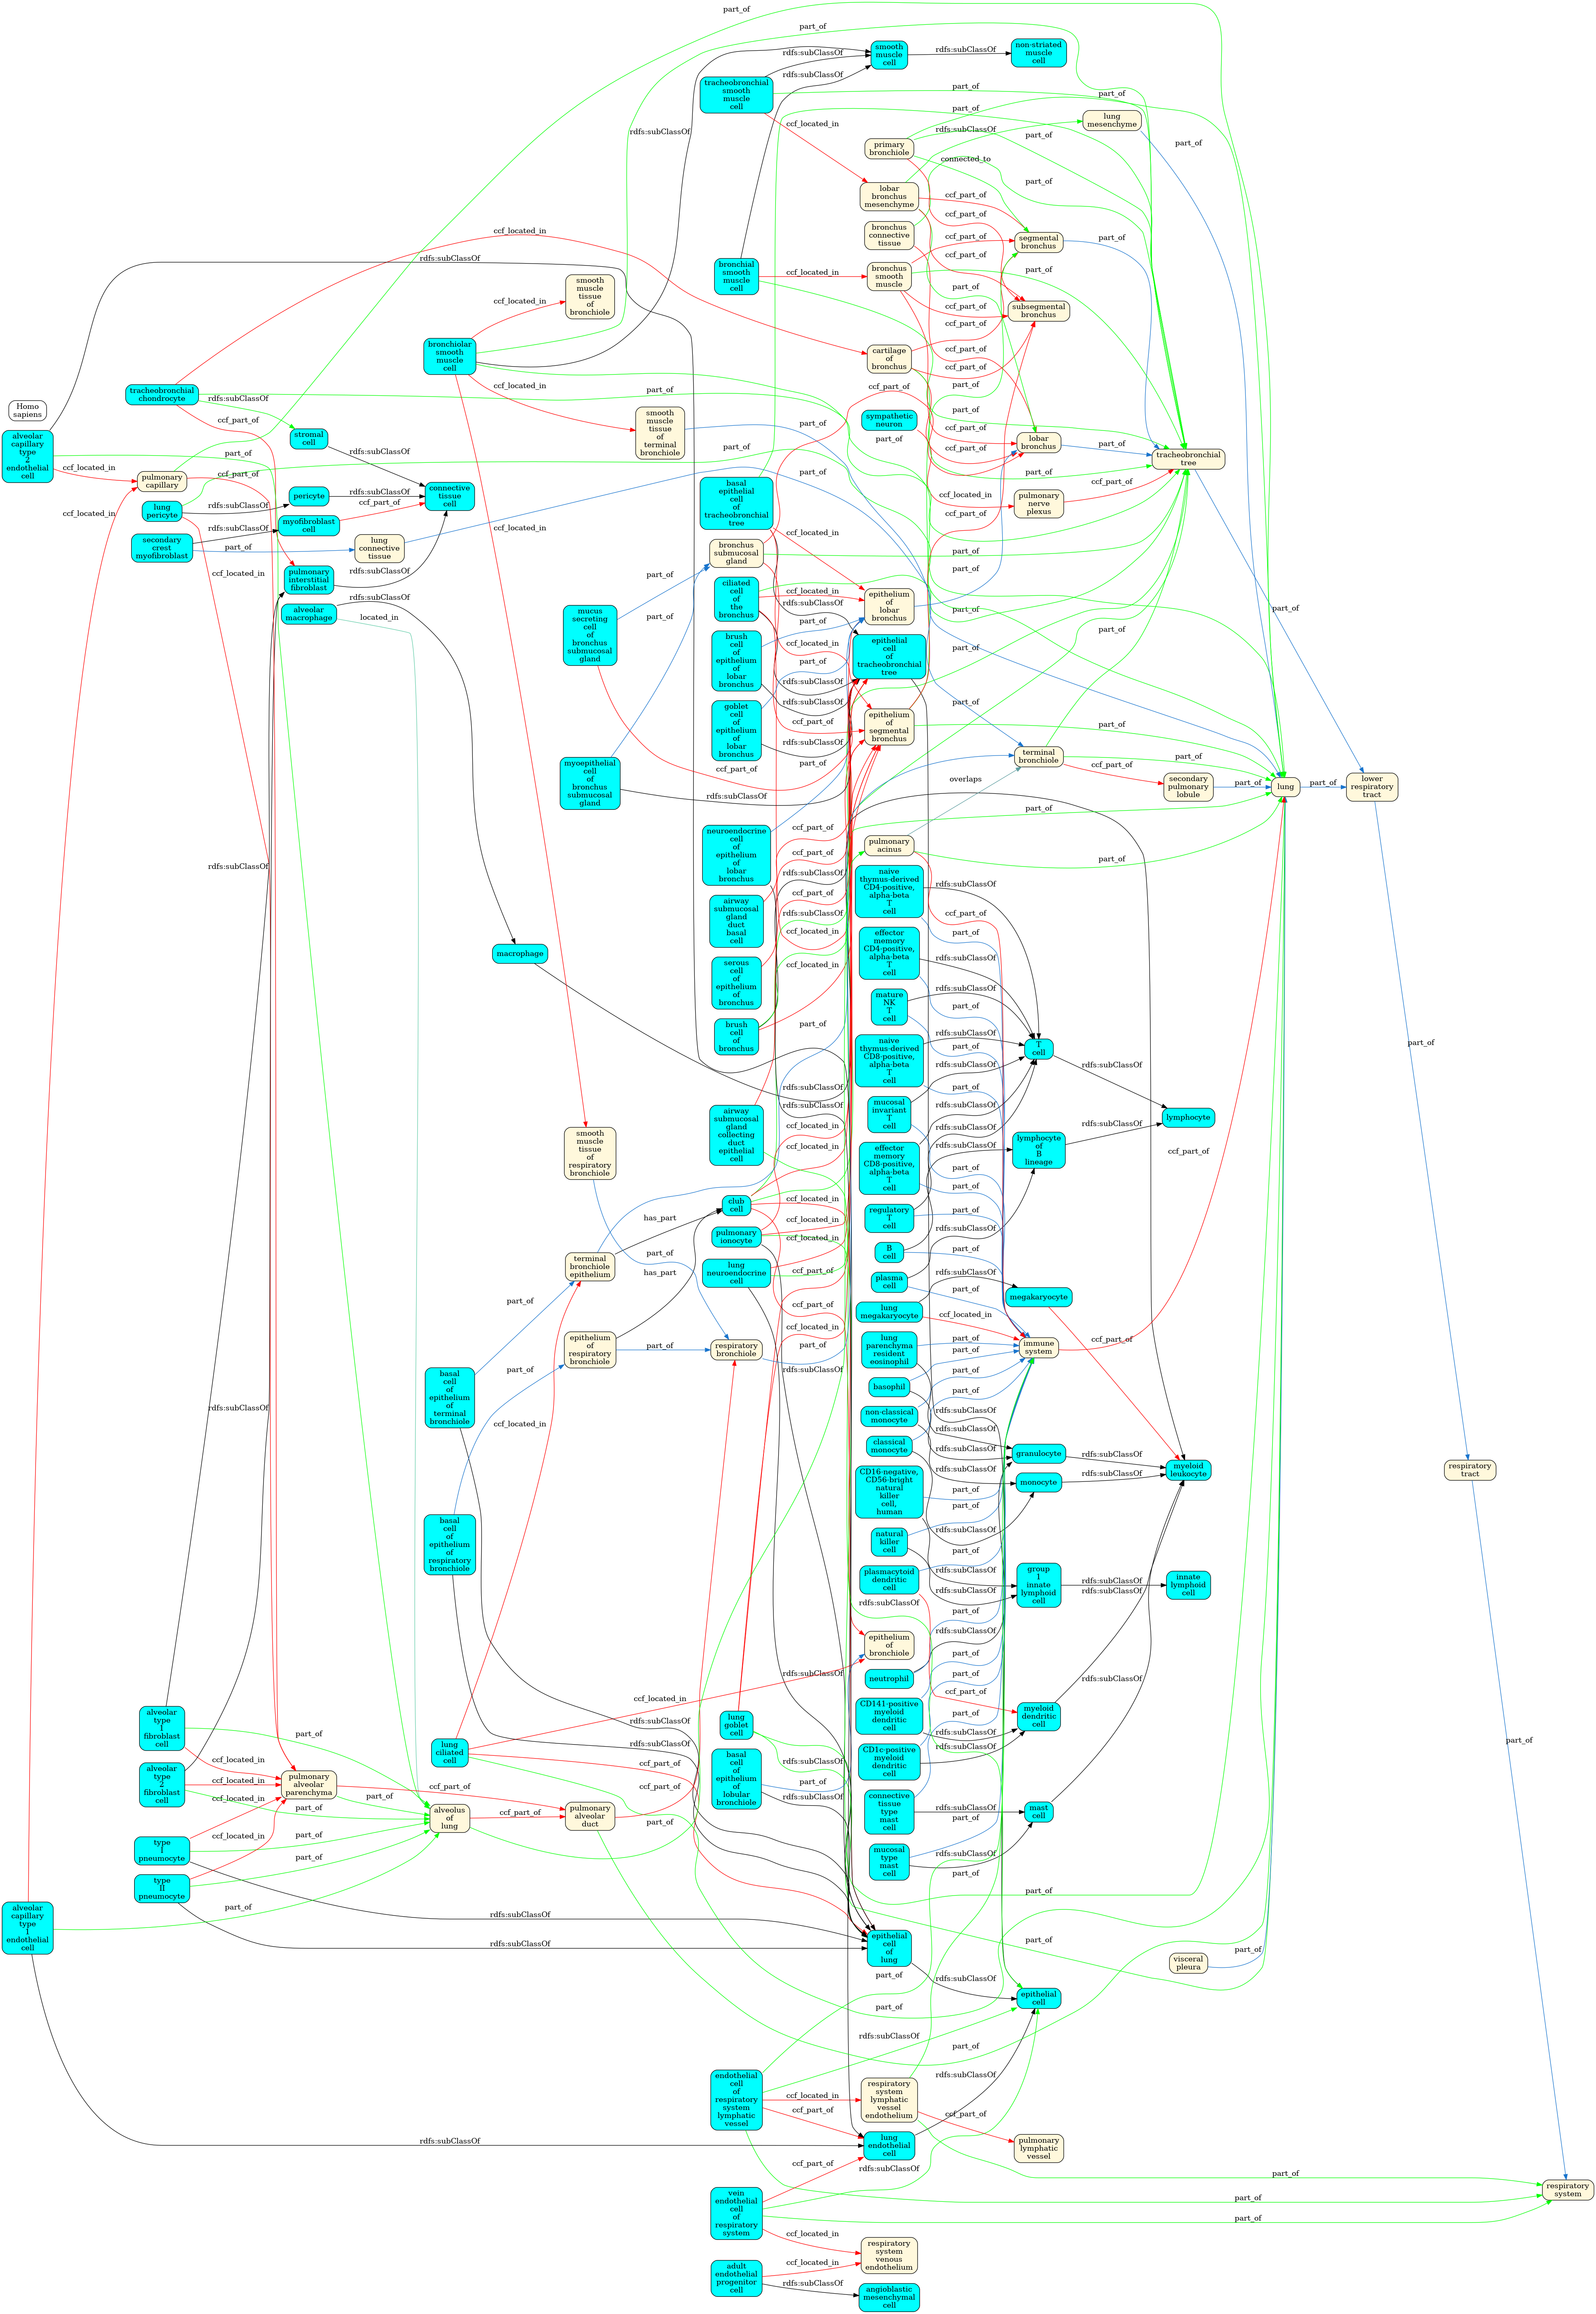 Homo
sapiens
alveolar
capillary
type
2
endothelial
cell
alveolar
capillary
type
1
endothelial
cell
tracheobronchial
chondrocyte
pulmonary
capillary
lung
pericyte
secondary
crest
myofibroblast
alveolar
type
1
fibroblast
cell
alveolar
type
2
fibroblast
cell
type
I
pneumocyte
type
II
pneumocyte
stromal
cell
pericyte
myofibroblast
cell
pulmonary
interstitial
fibroblast
alveolar
macrophage
pulmonary
alveolar
parenchyma
lung
connective
tissue
connective
tissue
cell
bronchiolar
smooth
muscle
cell
basal
cell
of
epithelium
of
terminal
bronchiole
basal
cell
of
epithelium
of
respiratory
bronchiole
lung
ciliated
cell
alveolus
of
lung
macrophage
smooth
muscle
tissue
of
bronchiole
smooth
muscle
tissue
of
terminal
bronchiole
mucus
secreting
cell
of
bronchus
submucosal
gland
myoepithelial
cell
of
bronchus
submucosal
gland
smooth
muscle
tissue
of
respiratory
bronchiole
terminal
bronchiole
epithelium
epithelium
of
respiratory
bronchiole
pulmonary
alveolar
duct
tracheobronchial
smooth
muscle
cell
bronchial
smooth
muscle
cell
basal
epithelial
cell
of
tracheobronchial
tree
bronchus
submucosal
gland
ciliated
cell
of
the
bronchus
brush
cell
of
epithelium
of
lobar
bronchus
goblet
cell
of
epithelium
of
lobar
bronchus
neuroendocrine
cell
of
epithelium
of
lobar
bronchus
airway
submucosal
gland
duct
basal
cell
serous
cell
of
epithelium
of
bronchus
brush
cell
of
bronchus
airway
submucosal
gland
collecting
duct
epithelial
cell
club
cell
pulmonary
ionocyte
lung
neuroendocrine
cell
respiratory
bronchiole
lung
goblet
cell
basal
cell
of
epithelium
of
lobular
bronchiole
endothelial
cell
of
respiratory
system
lymphatic
vessel
vein
endothelial
cell
of
respiratory
system
adult
endothelial
progenitor
cell
smooth
muscle
cell
primary
bronchiole
lobar
bronchus
mesenchyme
bronchus
connective
tissue
bronchus
smooth
muscle
cartilage
of
bronchus
sympathetic
neuron
epithelium
of
lobar
bronchus
epithelial
cell
of
tracheobronchial
tree
epithelium
of
segmental
bronchus
pulmonary
acinus
naive
thymus-derived
CD4-positive,
alpha-beta
T
cell
effector
memory
CD4-positive,
alpha-beta
T
cell
mature
NK
T
cell
naive
thymus-derived
CD8-positive,
alpha-beta
T
cell
mucosal
invariant
T
cell
effector
memory
CD8-positive,
alpha-beta
T
cell
regulatory
T
cell
B
cell
plasma
cell
lung
megakaryocyte
lung
parenchyma
resident
eosinophil
basophil
non-classical
monocyte
classical
monocyte
CD16-negative,
CD56-bright
natural
killer
cell,
human
natural
killer
cell
plasmacytoid
dendritic
cell
epithelium
of
bronchiole
neutrophil
CD141-positive
myeloid
dendritic
cell
CD1c-positive
myeloid
dendritic
cell
connective
tissue
type
mast
cell
mucosal
type
mast
cell
epithelial
cell
of
lung
respiratory
system
lymphatic
vessel
endothelium
lung
endothelial
cell
respiratory
system
venous
endothelium
angioblastic
mesenchymal
cell
non-striated
muscle
cell
segmental
bronchus
subsegmental
bronchus
lobar
bronchus
pulmonary
nerve
plexus
terminal
bronchiole
T
cell
lymphocyte
of
B
lineage
megakaryocyte
immune
system
granulocyte
monocyte
group
1
innate
lymphoid
cell
myeloid
dendritic
cell
mast
cell
epithelial
cell
pulmonary
lymphatic
vessel
lung
mesenchyme
tracheobronchial
tree
secondary
pulmonary
lobule
lymphocyte
myeloid
leukocyte
innate
lymphoid
cell
visceral
pleura
lung
lower
respiratory
tract
respiratory
tract
respiratory
system
rdfs:subClassOf
part_of
ccf_located_in
ccf_part_of
located_in
has_part
connected_to
overlaps